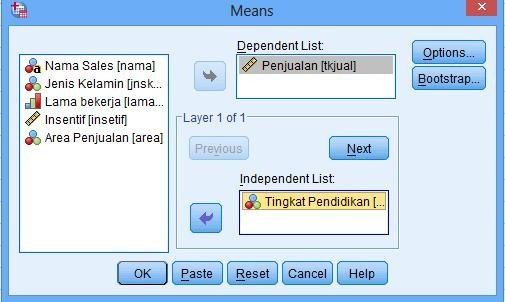 Means
Dependent List:
Nama Sales [nama]
Jenis Kelamin [jnsk...
Lama bekerja [lama...
Insentif [insetif]
Area Penjualan [area]
Penjualan [tkjual]
Options...
Bootstrap...
Layer 1 of 1
Previous
Next
Independent List:
Tingkat Pendidikan [...
OK
Paste
Reset
Cancel
Help